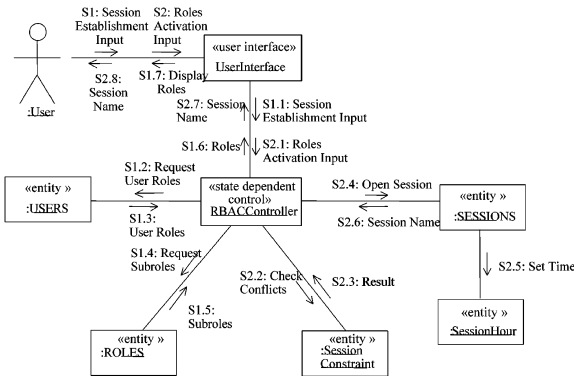 S1: Session
Establishment
Input
S2: Roles
Activation
Input
«user interface»
UserInterface
S2.8:
Session
Name
S1.7: Display
Roles
:User
S2.7: Session
Name
S1.1: Session
Establishment Input
S1.6: Roles
S2.1: Roles
Activation Input
S1.2: Request
User Roles
«entity »
:USERS
S1.3:
User Roles
«state dependent
control»
RBACController
S2.4: Open Session
S2.6: Session Name
«entity »
:SESSIONS
S1.4: Request
Subroles
S2.2: Check
Conflicts
S2.3: Result
S2.5: Set Time
S1.5:
Subroles
«entity »
:ROLES
«entity »
:Session
Constraint
«entity »
:SessionHour